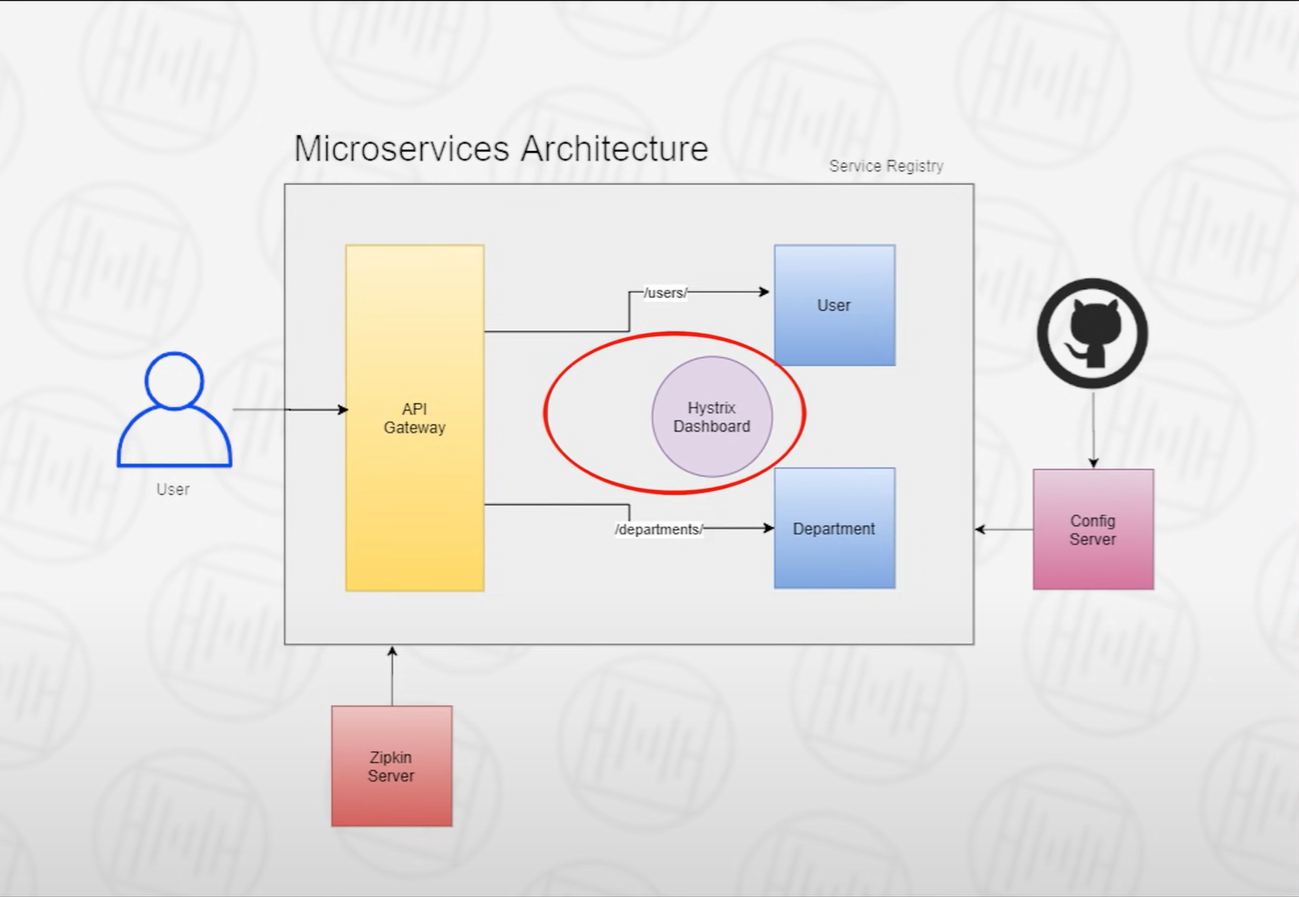 Microservices Architecture
Service Registry
/users/
User
API
Gateway
Hystrix
Dashboard
User
/departments/
Department
Config
Server
Zipkin
Server